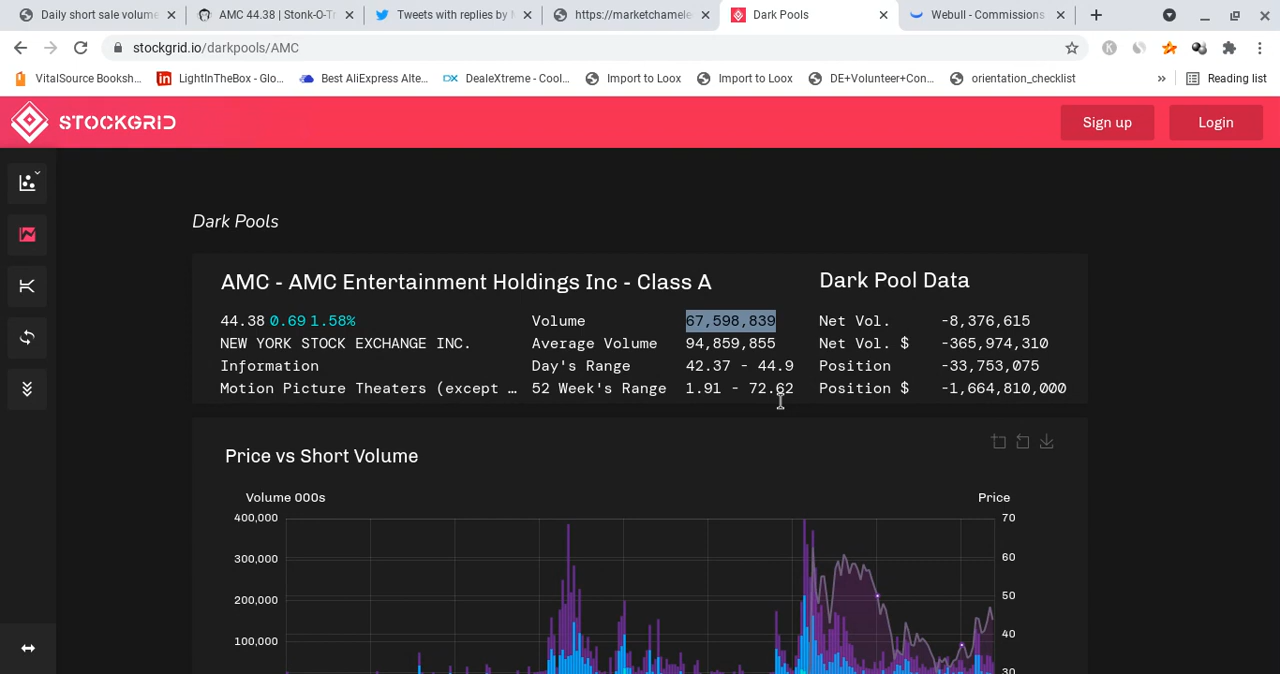 Daily short sale volume
AMC 44.38 | Stonk-O-Tr
Tweets with replies by M
https://marketchamele
Dark Pools
Webull - Commissions
stockgrid.io/darkpools/AMC
VitalSource Booksh...
LightInTheBox - Glo...
Best AliExpress Alte...
DealeXtreme - Cool...
Import to Loox
Import to Loox
DE+Volunteer+Con...
orientation_checklist
»
Reading list
STOCKGRID
Sign up
Login
Dark Pools
AMC - AMC Entertainment Holdings Inc - Class A
Dark Pool Data
44.38 0.69 1.58%
Volume 67,598,839
Net Vol. -8,376,615
NEW YORK STOCK EXCHANGE INC.
Average Volume 94,859,855
Net Vol. $ -365,974,310
Information
Day's Range 42.37 - 44.9
Position -33,753,075
Motion Picture Theaters (except …
52 Week's Range 1.91 - 72.62
Position $ -1,664,810,000
Price vs Short Volume
Volume 000s
Price
400,000
70
300,000
60
200,000
50
100,000
40
30